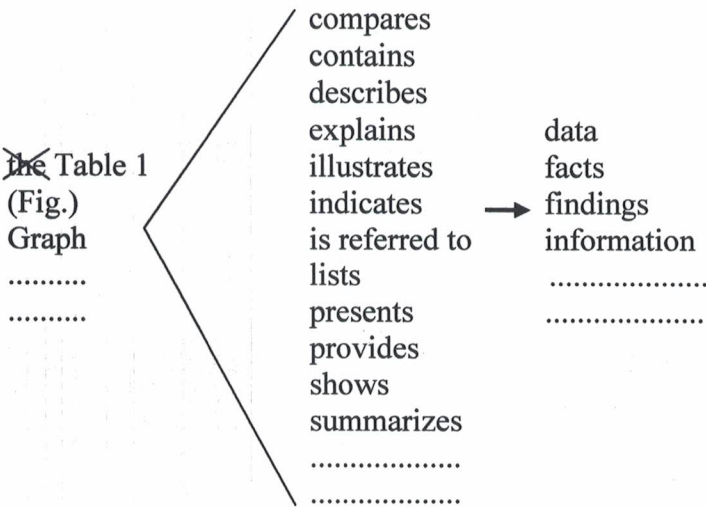 the Table 1
(Fig.)
Graph
..........
..........
compares
contains
describes
explains
illustrates
indicates
is referred to
lists
presents
provides
shows
summarizes
...................
...................
data
facts
findings
information
....................
....................